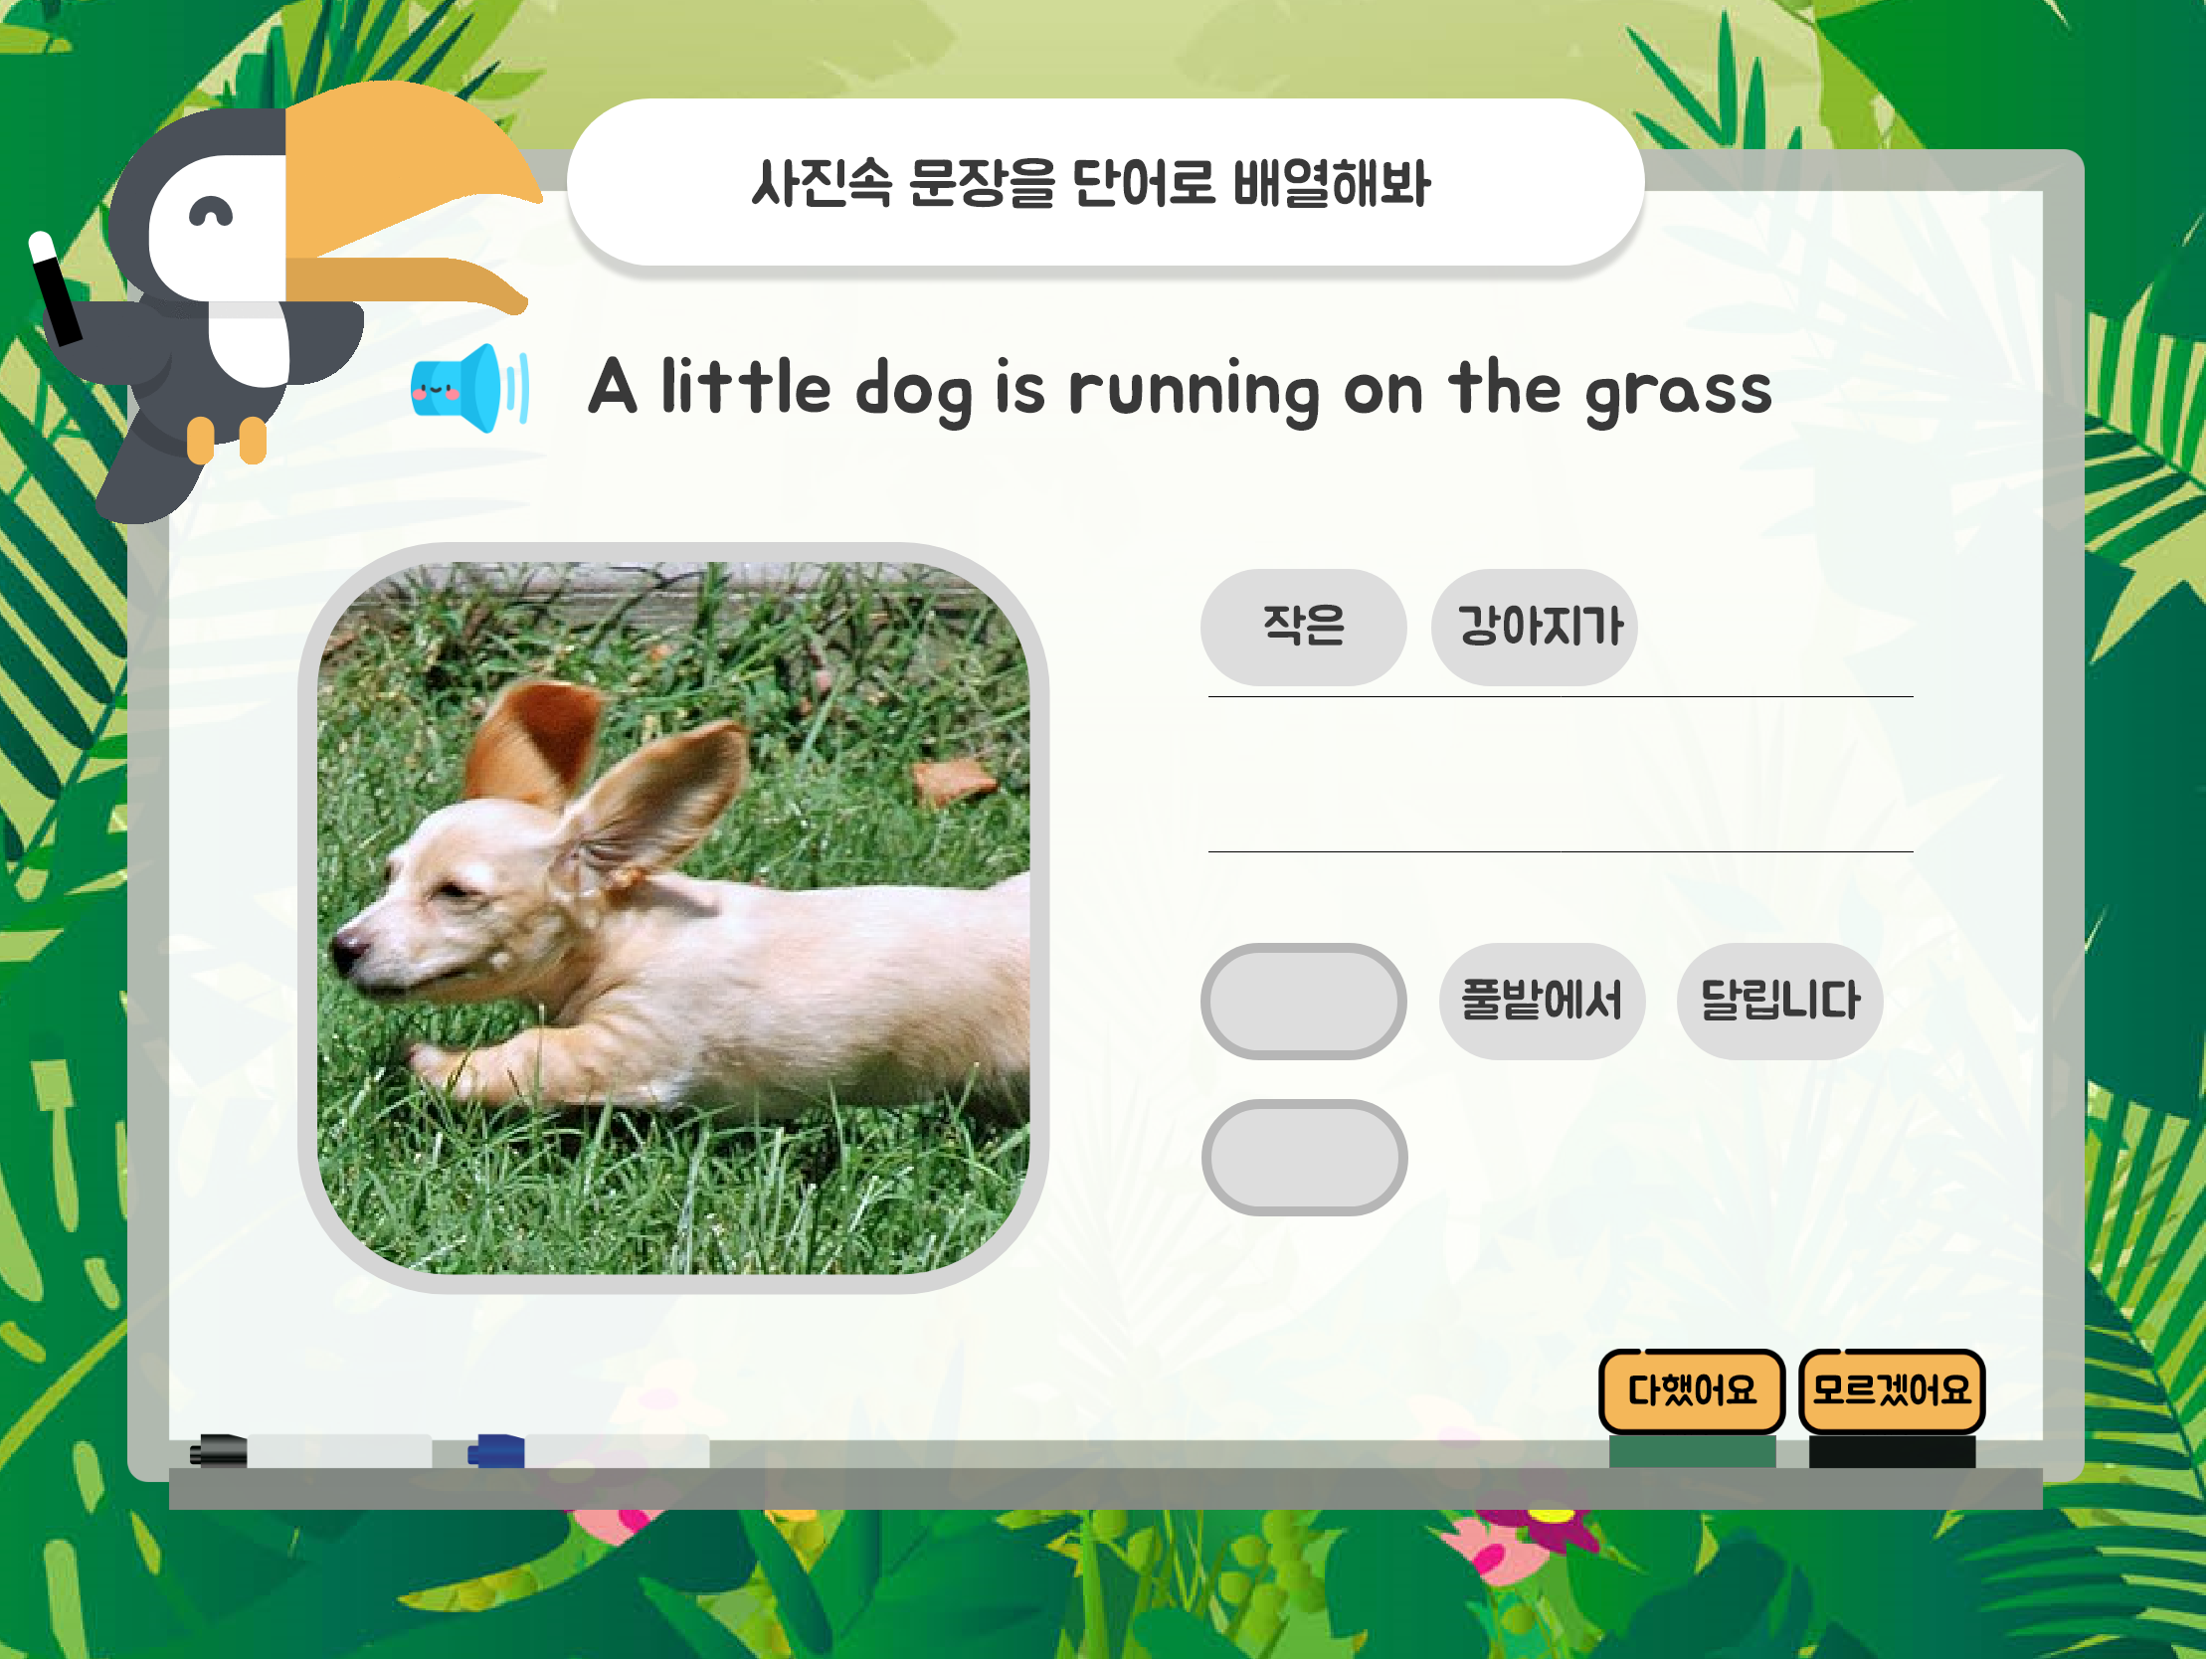 사진속 문장을 단어로 배열해봐
A little dog is running on the grass
작은 강아지가
풀밭에서 달립니다
다했어요 모르겠어요